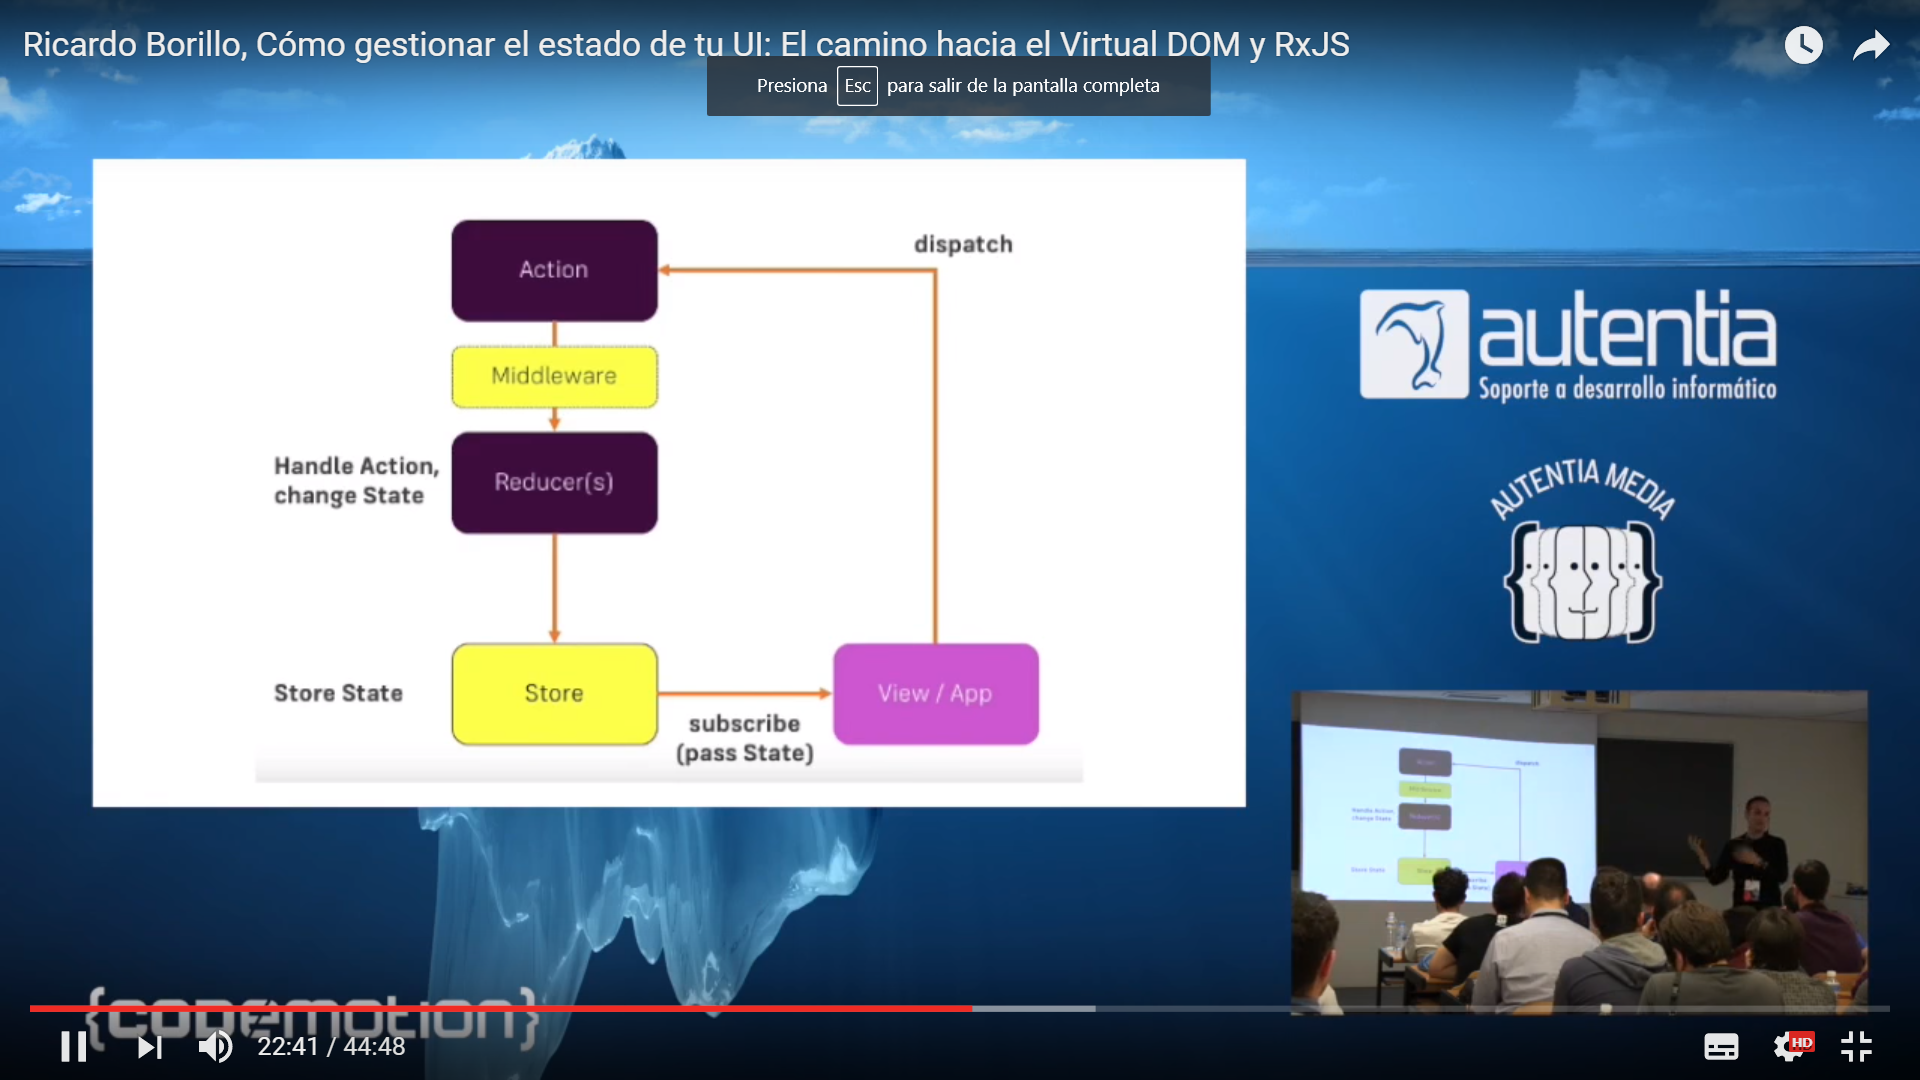 Ricardo Borillo, Cómo gestionar el estado de tu UI: El camino hacia el Virtual DOM y RxJS
Presiona Esc para salir de la pantalla completa
dispatch
Action
Middleware
Handle Action,
change State
Reducer(s)
Store State
Store
subscribe
(pass State)
View / App
autentia
Soporte a desarrollo informático
AUTENTIA MEDIA
{CODEMOTION}
22:41 / 44:48
HD